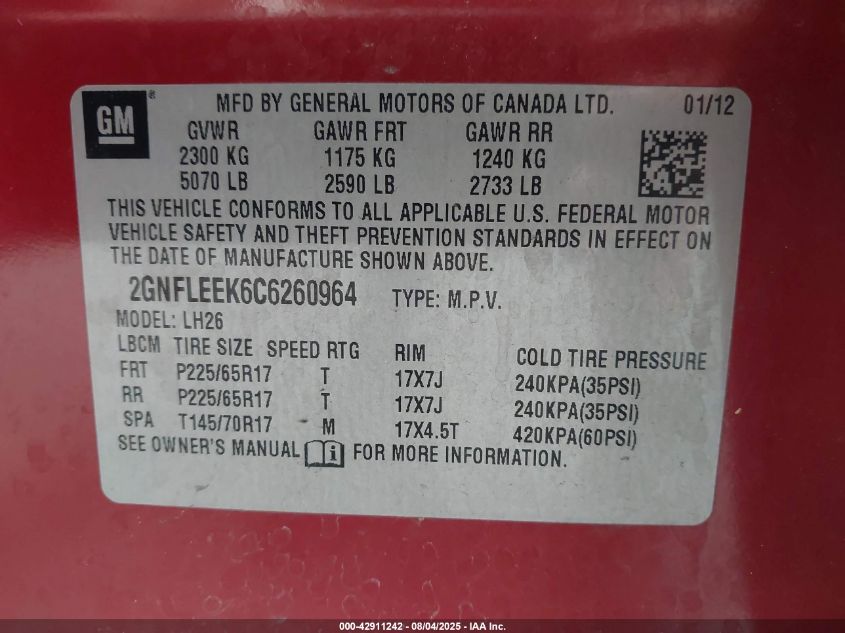 GM ® MFD BY GENERAL MOTORS OF CANADA LTD. 01/12
GVWR GAWR FRT GAWR RR
2300 KG 1175 KG 1240 KG
5070 LB 2590 LB 2733 LB
THIS VEHICLE CONFORMS TO ALL APPLICABLE U.S. FEDERAL MOTOR
VEHICLE SAFETY AND THEFT PREVENTION STANDARDS IN EFFECT ON
THE DATE OF MANUFACTURE SHOWN ABOVE.
2GNFLEEK6C6260964 TYPE: M.P.V.
MODEL: LH26
LBCM TIRE SIZE SPEED RTG RIM COLD TIRE PRESSURE
FRT P225/65R17 T 17X7J 240KPA(35PSI)
RR P225/65R17 T 17X7J 240KPA(35PSI)
SPA T145/70R17 M 17X4.5T 420KPA(60PSI)
SEE OWNER'S MANUAL i FOR MORE INFORMATION.
000-42911242 - 08/04/2025 - IAA Inc.